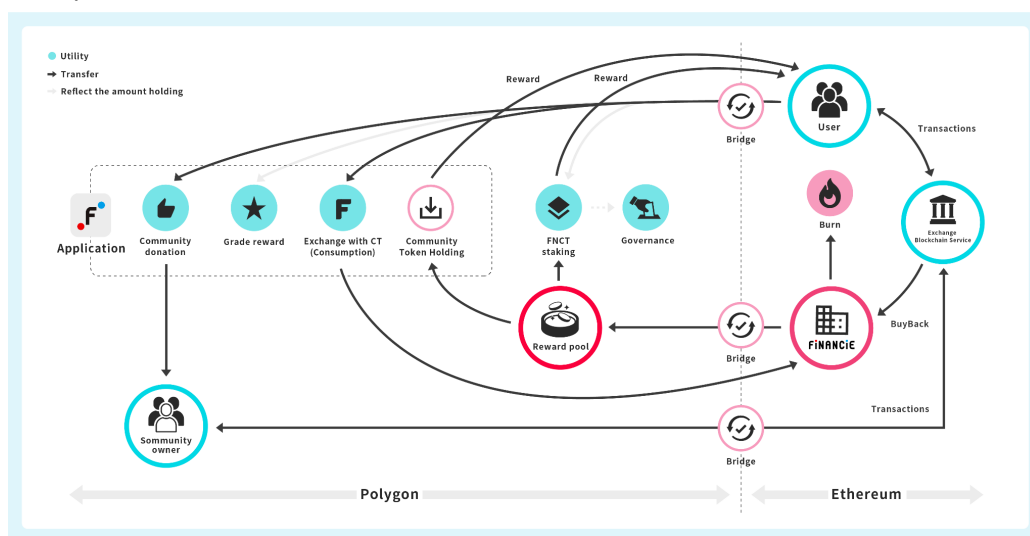 Utility
Transfer
Reflect the amount holding
Reward
Reward
User
Bridge
Transactions
F
Application
F
Community
donation
Grade reward
Exchange with CT
(Consumption)
Community
Token Holding
FNCT
staking
Governance
Burn
Exchange
Blockchain Service
Reward pool
Bridge
FiNANCiE
BuyBack
Sommunity
owner
Bridge
Transactions
Polygon
Ethereum